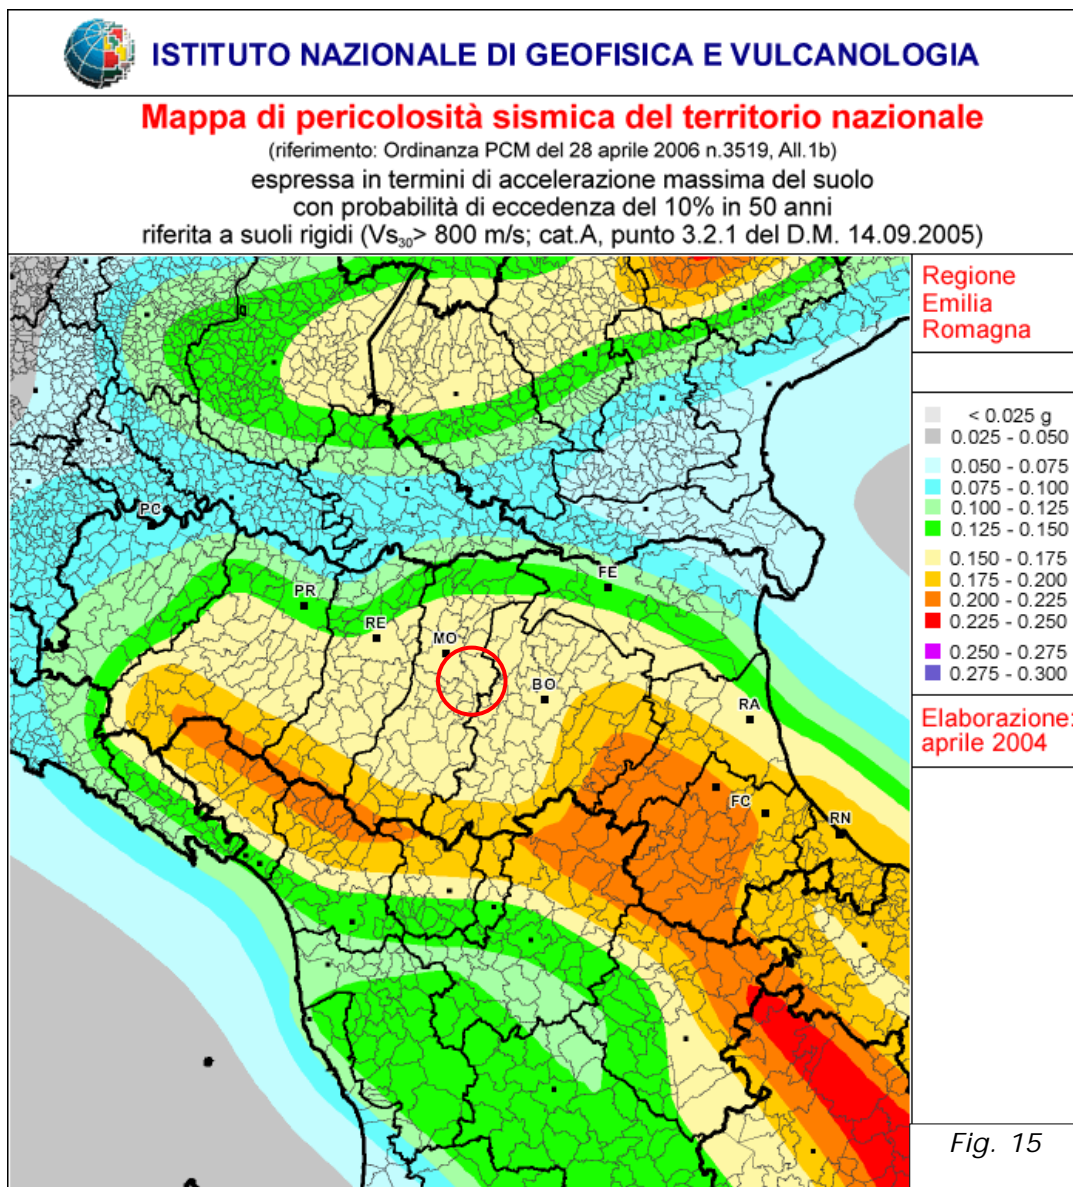 ISTITUTO NAZIONALE DI GEOFISICA E VULCANOLOGIA
Mappa di pericolosità sismica del territorio nazionale
(riferimento: Ordinanza PCM del 28 aprile 2006 n.3519, All.1b)
espressa in termini di accelerazione massima del suolo
con probabilità di eccedenza del 10% in 50 anni
riferita a suoli rigidi (Vs₃₀> 800 m/s; cat.A, punto 3.2.1 del D.M. 14.09.2005)
Regione
Emilia
Romagna
< 0.025 g
0.025 - 0.050
0.050 - 0.075
0.075 - 0.100
0.100 - 0.125
0.125 - 0.150
0.150 - 0.175
0.175 - 0.200
0.200 - 0.225
0.225 - 0.250
0.250 - 0.275
0.275 - 0.300
Elaborazione:
aprile 2004
PC
PR
RE
MO
FE
BO
RA
FC
RN
Fig. 15